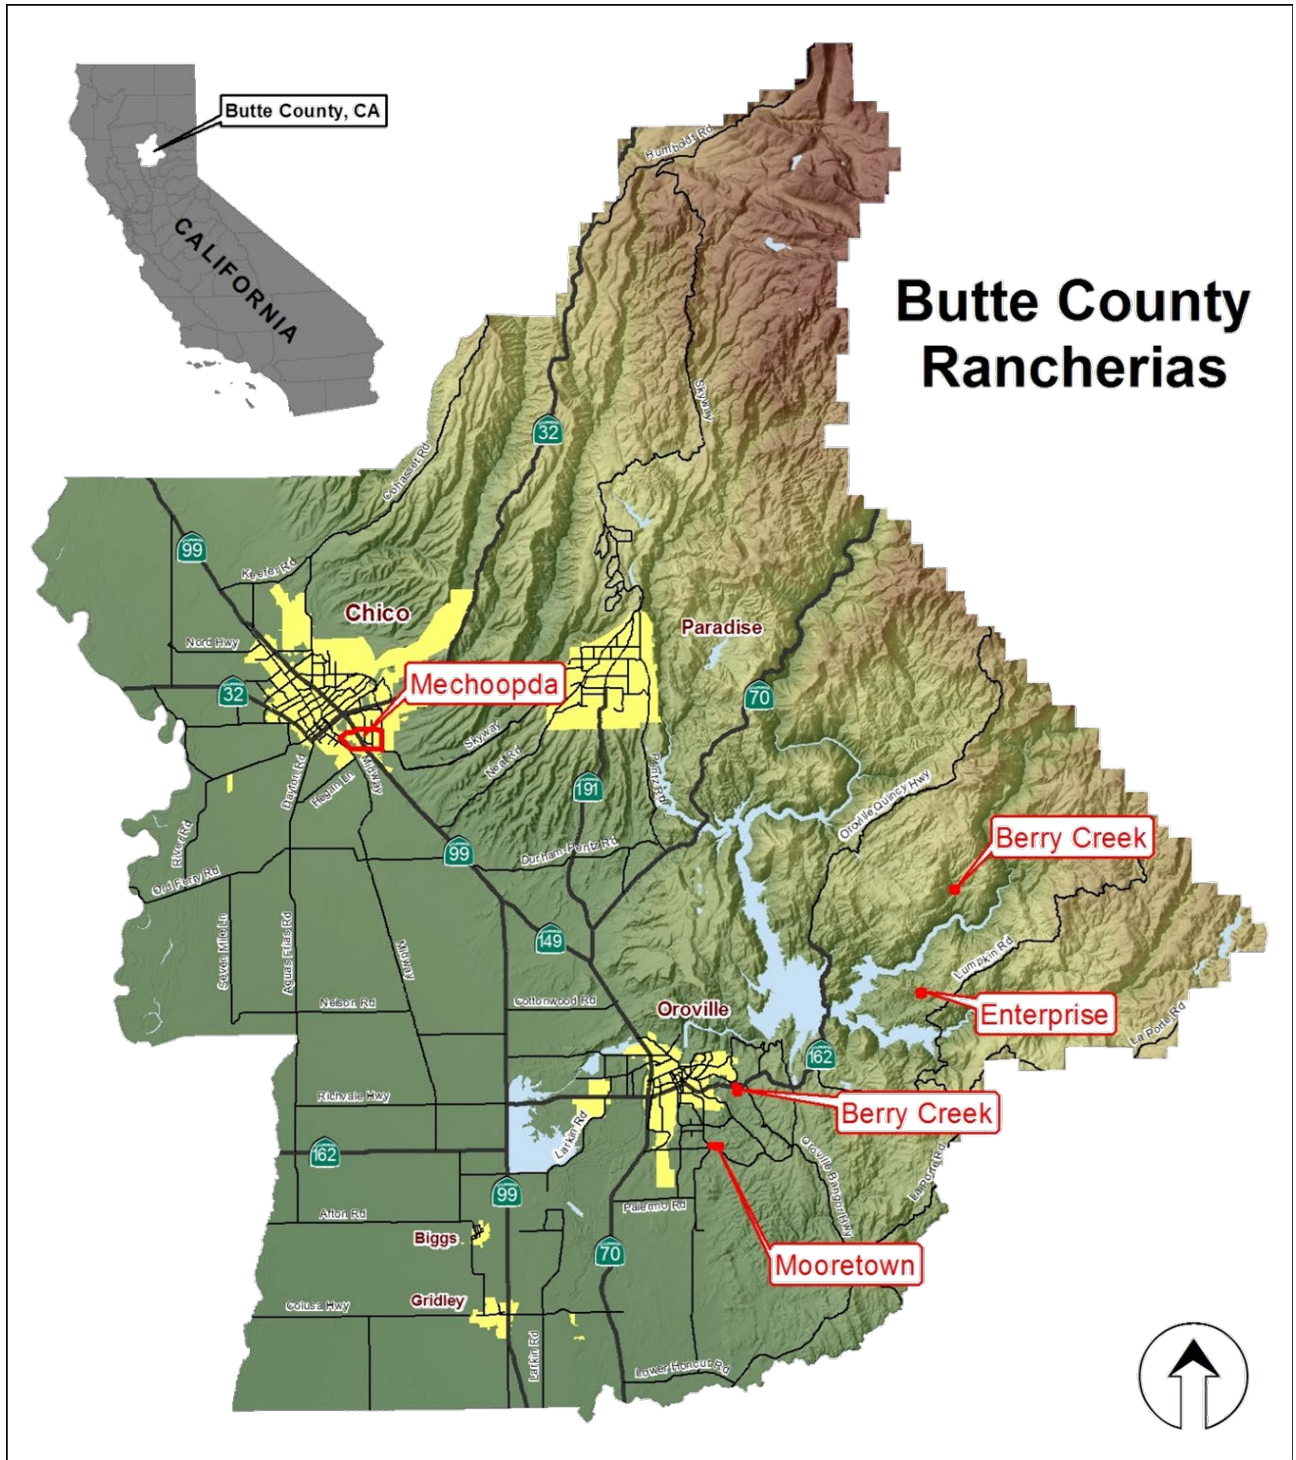 Butte County, CA
CALIFORNIA
Butte County
Rancherias
Humboldt Rd
Skyway
32
Cohasset Rd
99
Keefer Rd
Chico
Paradise
Nord Hwy
Mechoopda
32
70
Skyway
Neal Rd
Dayton Rd
Hegan Ln
Midway
Pentz Rd
191
Oroville Quincy Hwy
River Rd
99
Durham-Pentz Rd
Berry Creek
Ord Ferry Rd
Seven Mile Ln
Aguas Frias Rd
Midway
149
Lumpkin Rd
Nelson Rd
Cottonwood Rd
Oroville
Enterprise
La Porte Rd
162
Richvale Hwy
Larkin Rd
Berry Creek
162
Oroville Bangor Hwy
La Porte Rd
99
Palermo Rd
Afton Rd
Biggs
70
Mooretown
Gridley
Colusa Hwy
Larkin Rd
Lower Honcut Rd